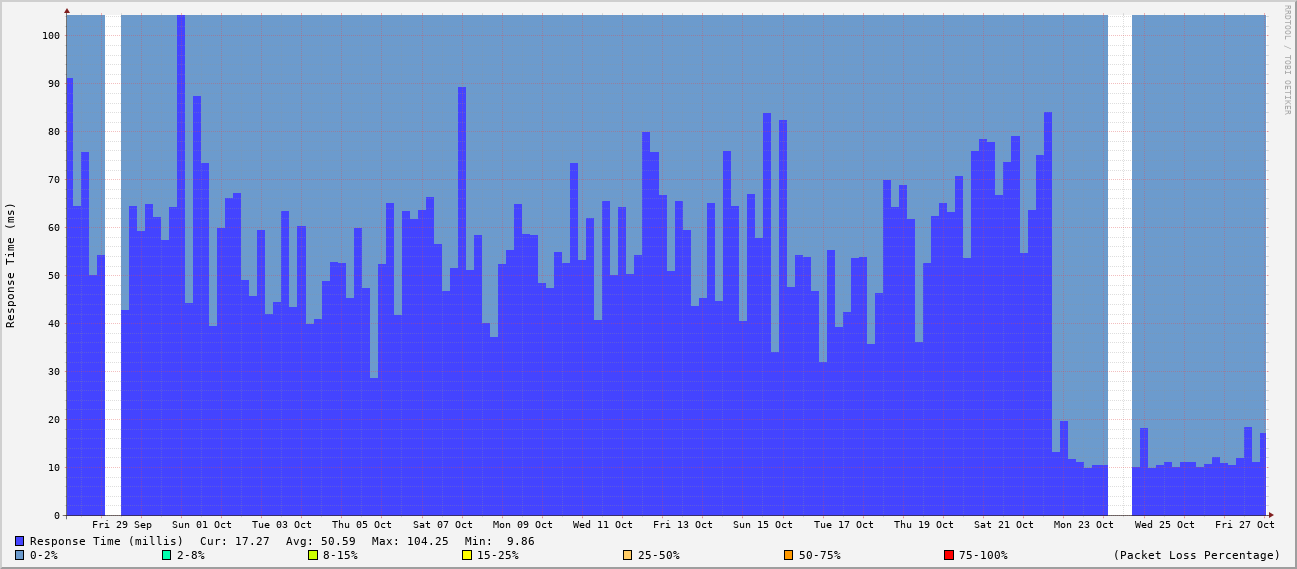 RRDTOOL / TOBI OETIKER
Response Time (ms)
100
90
80
70
60
50
40
30
20
10
0
Fri 29 Sep Sun 01 Oct Tue 03 Oct Thu 05 Oct Sat 07 Oct Mon 09 Oct Wed 11 Oct Fri 13 Oct Sun 15 Oct Tue 17 Oct Thu 19 Oct Sat 21 Oct Mon 23 Oct Wed 25 Oct Fri 27 Oct
Response Time (millis) Cur: 17.27 Avg: 50.59 Max: 104.25 Min: 9.86
0-2% 2-8% 8-15% 15-25% 25-50% 50-75% 75-100% (Packet Loss Percentage)